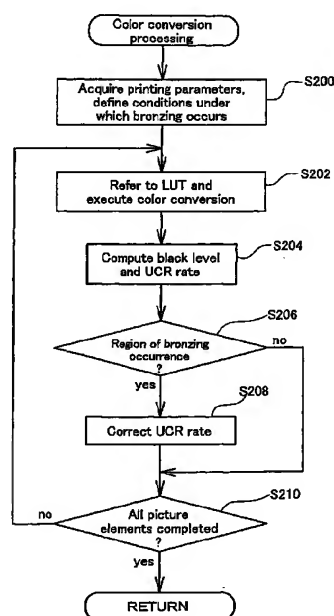 Color conversion
processing
Acquire printing parameters,
define conditions under
which bronzing occurs
S200
Refer to LUT and
execute color conversion
S202
Compute black level
and UCR rate
S204
Region of bronzing
occurrence
?
S206
no
yes
Correct UCR rate
S208
All picture
elements completed
?
S210
no
yes
RETURN